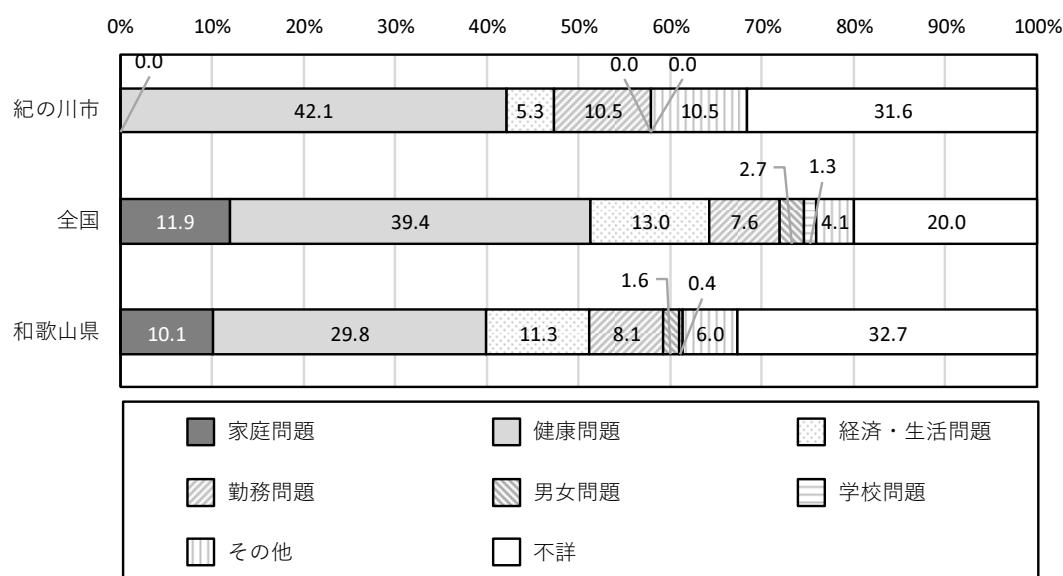 0% 10% 20% 30% 40% 50% 60% 70% 80% 90% 100%
0.0 0.0 0.0
紀の川市 42.1 5.3 10.5 10.5 31.6
2.7 1.3
全国 11.9 39.4 13.0 7.6 4.1 20.0
1.6 0.4
和歌山県 10.1 29.8 11.3 8.1 6.0 32.7
家庭問題 健康問題 経済・生活問題
勤務問題 男女問題 学校問題
その他 不詳